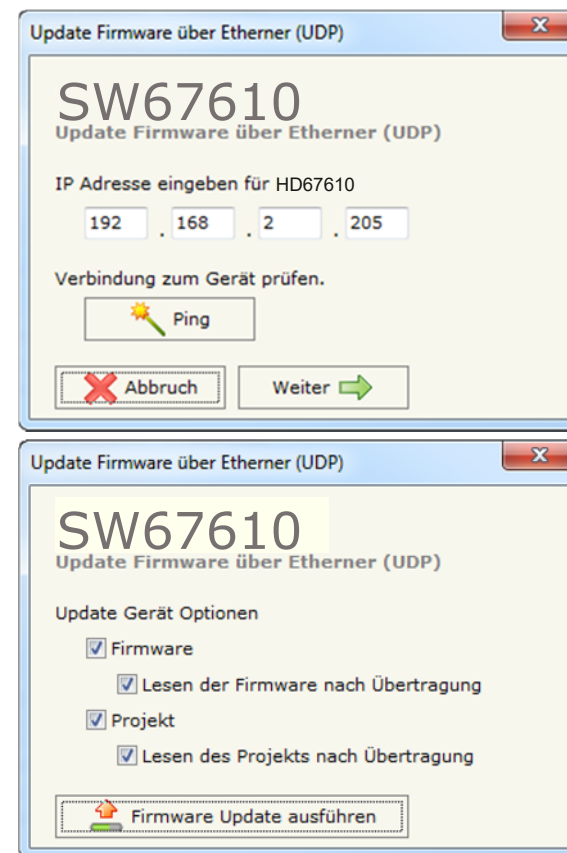 Update Firmware über Etherner (UDP)
SW67610
Update Firmware über Etherner (UDP)
IP Adresse eingeben für HD67610
192 . 168 . 2 . 205
Verbindung zum Gerät prüfen.
Ping
Abbruch Weiter
Update Firmware über Etherner (UDP)
SW67610
Update Firmware über Etherner (UDP)
Update Gerät Optionen
Firmware
Lesen der Firmware nach Übertragung
Projekt
Lesen des Projekts nach Übertragung
Firmware Update ausführen